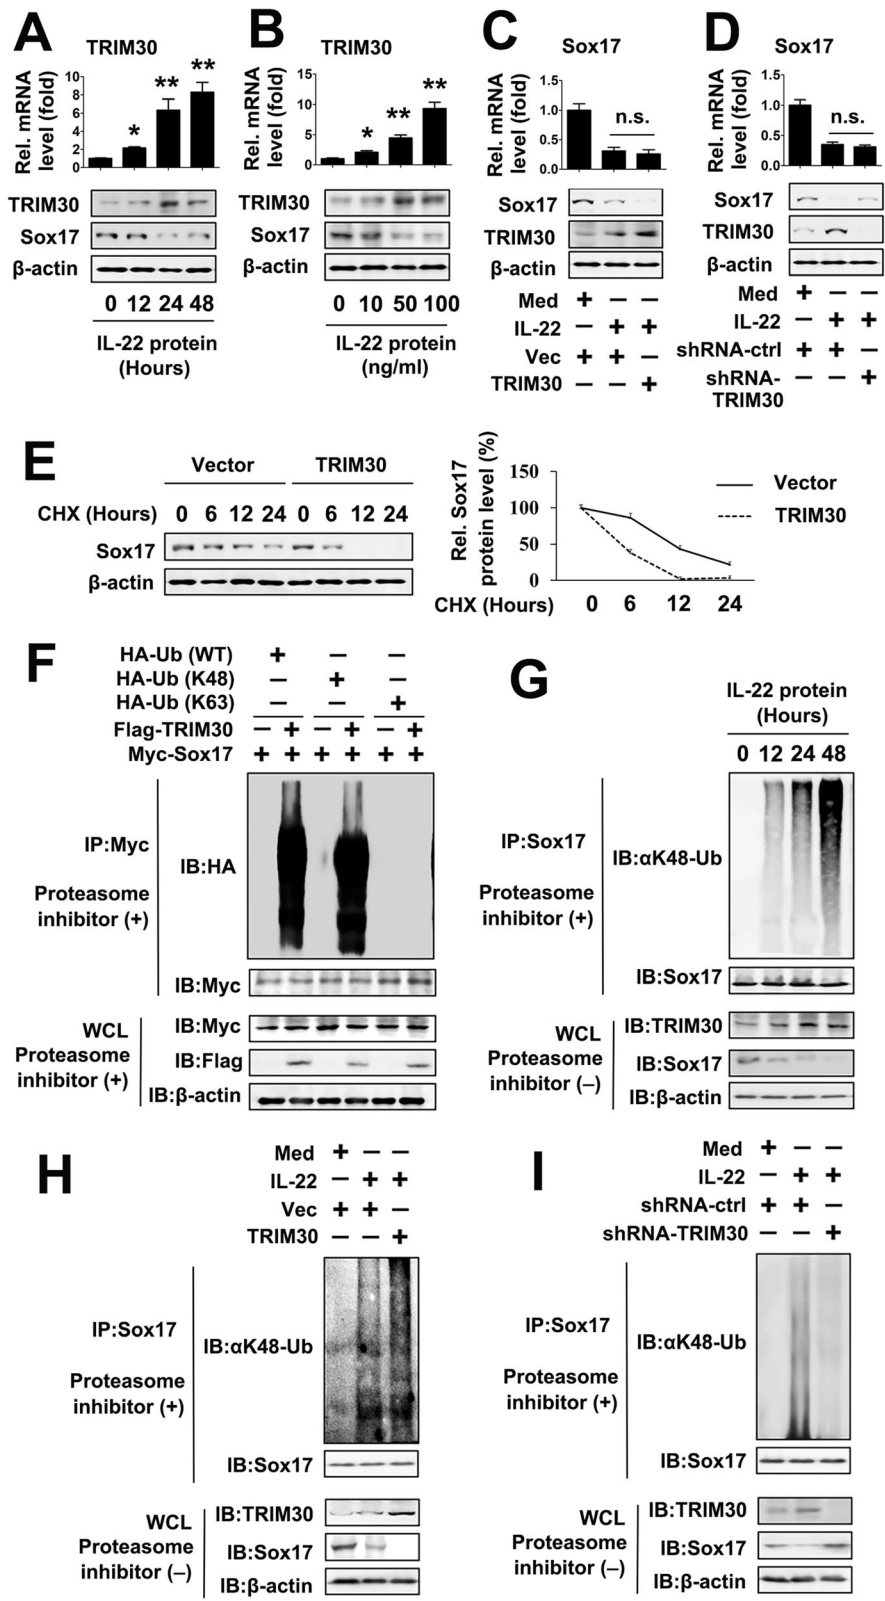 A
TRIM30
Rel. mRNA
level (fold)
10
8
6
4
2
0
*
**
**
TRIM30
Sox17
β-actin
0 12 24 48
IL-22 protein
(Hours)
B
TRIM30
Rel. mRNA
level (fold)
15
10
5
0
*
**
**
TRIM30
Sox17
β-actin
0 10 50 100
IL-22 protein
(ng/ml)
C
Sox17
Rel. mRNA
level (fold)
1.5
1.0
0.5
0.0
n.s.
Sox17
TRIM30
β-actin
Med + − −
IL-22 − + +
Vec + + −
TRIM30 − − +
D
Sox17
Rel. mRNA
level (fold)
1.5
1.0
0.5
0.0
n.s.
Sox17
TRIM30
β-actin
Med + − −
IL-22 − + +
shRNA-ctrl + + −
shRNA- − − +
TRIM30
E
Vector TRIM30
CHX (Hours) 0 6 12 24 0 6 12 24
Sox17
β-actin
Rel. Sox17
protein level (%)
150
100
50
0
Vector
TRIM30
CHX (Hours) 0 6 12 24
F
HA-Ub (WT) + − −
HA-Ub (K48) − + −
HA-Ub (K63) − − +
Flag-TRIM30 − + − + − +
Myc-Sox17 + + + + + +
IP:Myc
Proteasome
inhibitor (+)
IB:HA
IB:Myc
WCL
Proteasome
inhibitor (+)
IB:Myc
IB:Flag
IB:β-actin
G
IL-22 protein
(Hours)
0 12 24 48
IP:Sox17
Proteasome
inhibitor (+)
IB:αK48-Ub
IB:Sox17
WCL
Proteasome
inhibitor (−)
IB:TRIM30
IB:Sox17
IB:β-actin
H
Med + − −
IL-22 − + +
Vec + + −
TRIM30 − − +
IP:Sox17
Proteasome
inhibitor (+)
IB:αK48-Ub
IB:Sox17
WCL
Proteasome
inhibitor (−)
IB:TRIM30
IB:Sox17
IB:β-actin
I
Med + − −
IL-22 − + +
shRNA-ctrl + + −
shRNA-TRIM30 − − +
IP:Sox17
Proteasome
inhibitor (+)
IB:αK48-Ub
IB:Sox17
WCL
Proteasome
inhibitor (−)
IB:TRIM30
IB:Sox17
IB:β-actin